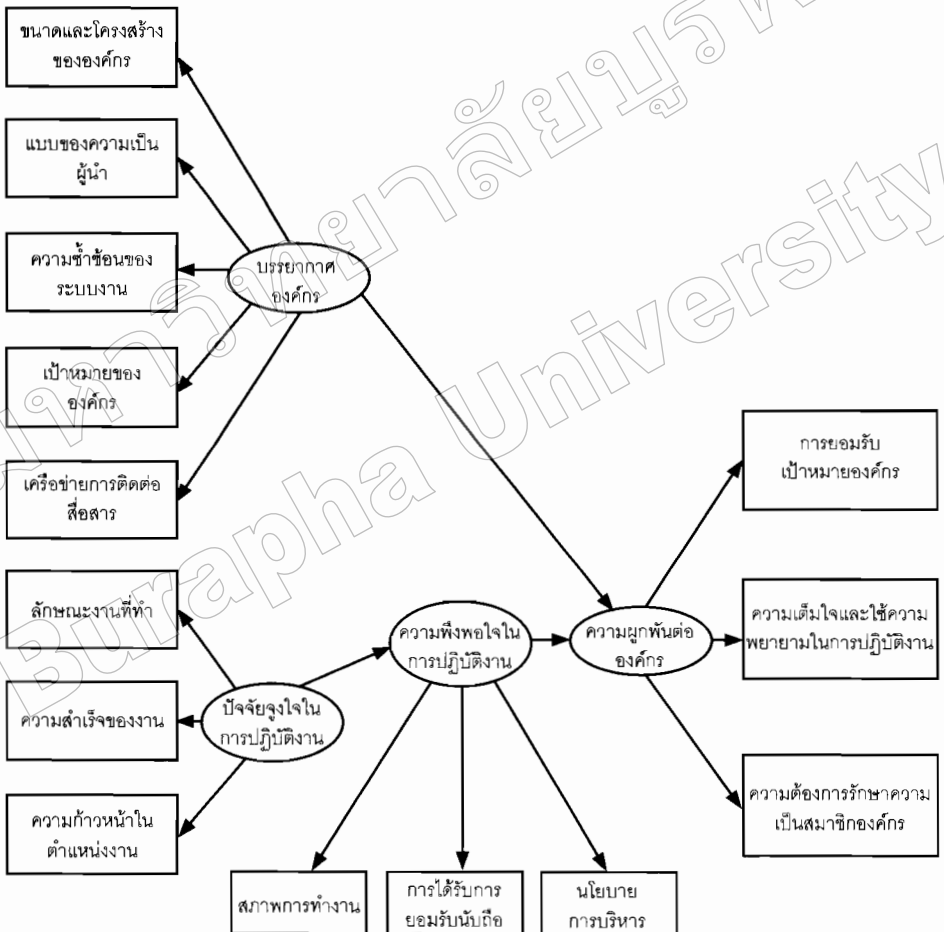 ขนาดและโครงสร้าง
ขององค์กร
แบบของความเป็น
ผู้นำ
ความซ้ำซ้อนของ
ระบบงาน
บรรยากาศ
องค์กร
เป้าหมายของ
องค์กร
เครือข่ายการติดต่อ
สื่อสาร
การยอมรับ
เป้าหมายองค์กร
ลักษณะงานที่ทำ
ความพึงพอใจใน
การปฏิบัติงาน
ความผูกพันต่อ
องค์กร
ความเต็มใจและใช้ความ
พยายามในการปฏิบัติงาน
ความสำเร็จของงาน
ปัจจัยจูงใจใน
การปฏิบัติงาน
ความก้าวหน้าใน
ตำแหน่งงาน
ความต้องการรักษาความ
เป็นสมาชิกองค์กร
สภาพการทำงาน
การได้รับการ
ยอมรับนับถือ
นโยบาย
การบริหาร
Burapha University